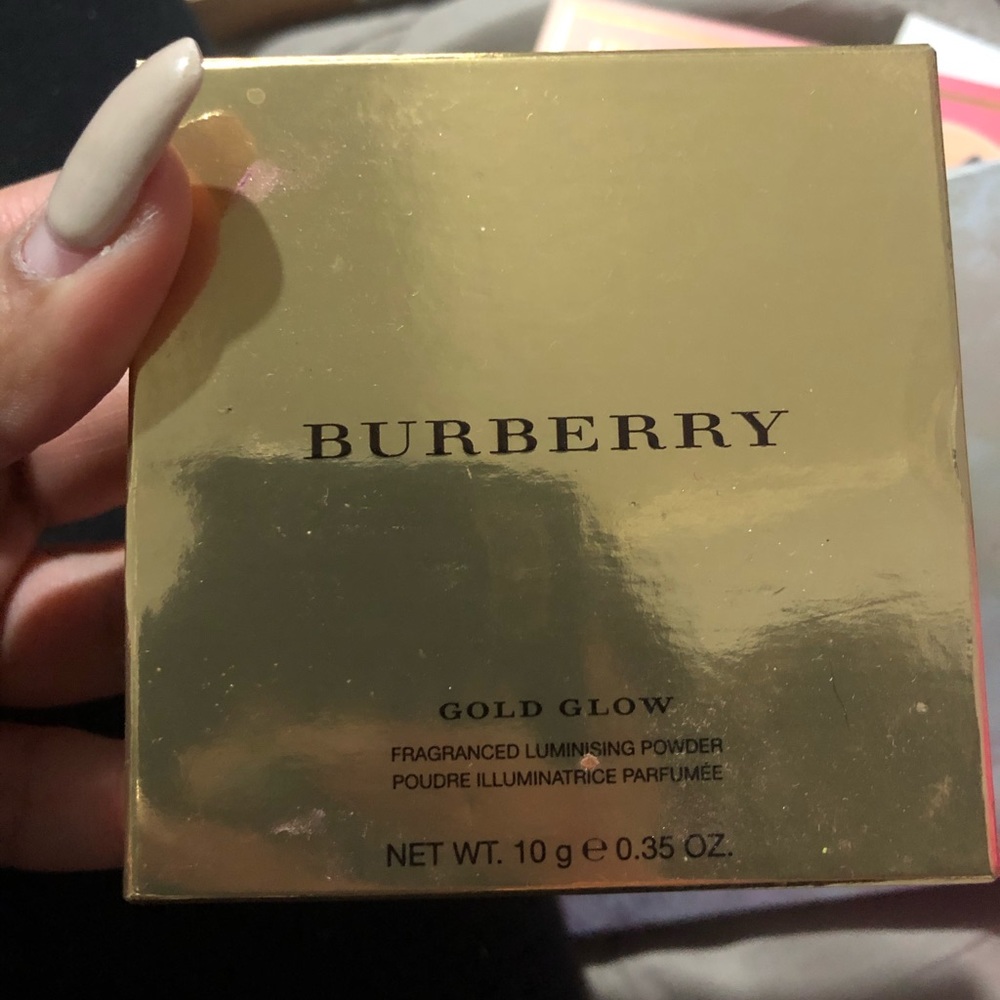 BURBERRY
GOLD GLOW
FRAGRANCED LUMINISING POWDER
POUDRE ILLUMINATRICE PARFUMÉE
NET WT. 10 g ℮ 0.35 OZ.